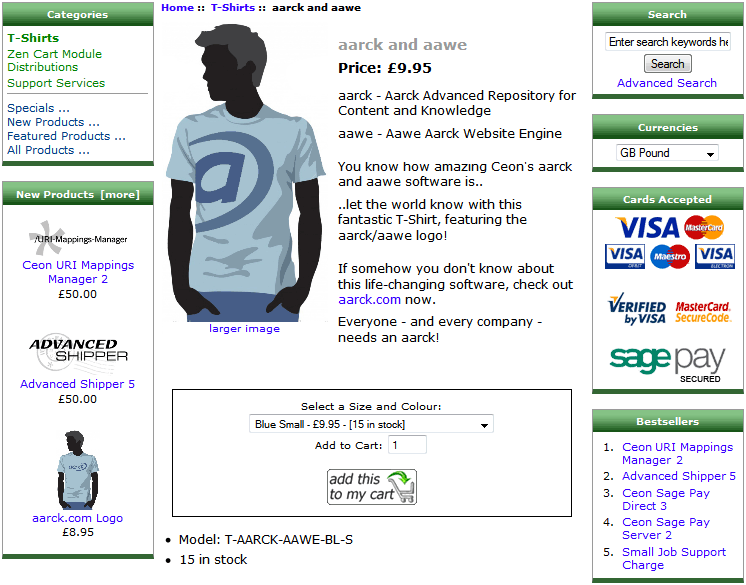 Categories
T-Shirts
Zen Cart Module
Distributions
Support Services
Specials ...
New Products ...
Featured Products ...
All Products ...
New Products [more]
/URI-Mappings-Manager
Ceon URI Mappings
Manager 2
£50.00
ADVANCED
SHIPPER
Advanced Shipper 5
£50.00
aarck.com Logo
£8.95
Home :: T-Shirts :: aarck and aawe
a
larger image
aarck and aawe
Price: £9.95
aarck - Aarck Advanced Repository for
Content and Knowledge
aawe - Aawe Aarck Website Engine
You know how amazing Ceon's aarck
and aawe software is..
..let the world know with this
fantastic T-Shirt, featuring the
aarck/aawe logo!
If somehow you don't know about
this life-changing software, check out
aarck.com now.
Everyone - and every company -
needs an aarck!
Select a Size and Colour:
Blue Small - £9.95 - [15 in stock]
Add to Cart: 1
add this
to my cart
Model: T-AARCK-AAWE-BL-S
15 in stock
Search
Enter search keywords he
Search
Advanced Search
Currencies
GB Pound
Cards Accepted
VISA MasterCard
VISA Maestro VISA
ELECTRON
VERIFIED
by VISA
MasterCard.
SecureCode.
sage pay
SECURED
Bestsellers
1. Ceon URI Mappings
Manager 2
2. Advanced Shipper 5
3. Ceon Sage Pay
Direct 3
4. Ceon Sage Pay
Server 2
5. Small Job Support
Charge